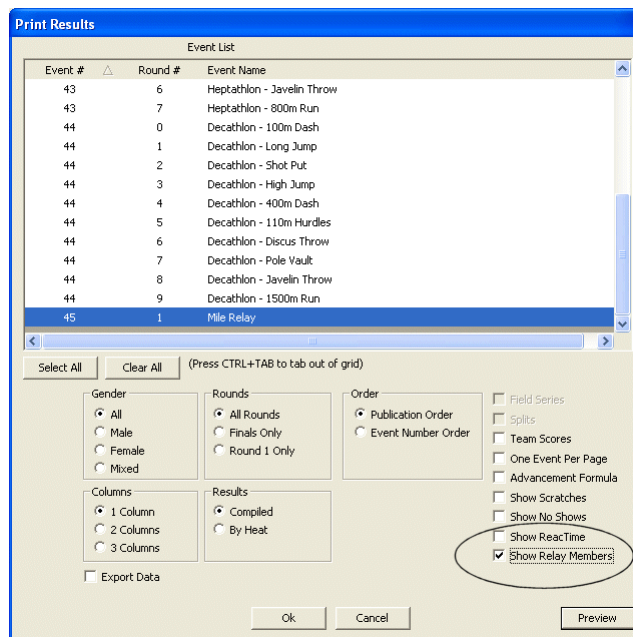 Print Results
Event List
Event # Round # Event Name
43 6 Heptathlon - Javelin Throw
43 7 Heptathlon - 800m Run
44 0 Decathlon - 100m Dash
44 1 Decathlon - Long Jump
44 2 Decathlon - Shot Put
44 3 Decathlon - High Jump
44 4 Decathlon - 400m Dash
44 5 Decathlon - 110m Hurdles
44 6 Decathlon - Discus Throw
44 7 Decathlon - Pole Vault
44 8 Decathlon - Javelin Throw
44 9 Decathlon - 1500m Run
45 1 Mile Relay
Select All Clear All (Press CTRL+TAB to tab out of grid)
Gender
All
Male
Female
Mixed
Rounds
All Rounds
Finals Only
Round 1 Only
Order
Publication Order
Event Number Order
Columns
1 Column
2 Columns
3 Columns
Results
Compiled
By Heat
Field Series
Splits
Team Scores
One Event Per Page
Advancement Formula
Show Scratches
Show No Shows
Show ReacTime
Show Relay Members
Export Data
Ok Cancel Preview